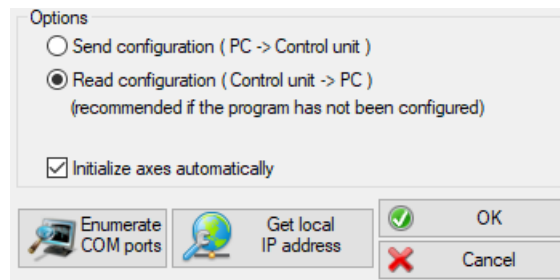 Options
Send configuration ( PC -> Control unit )
Read configuration ( Control unit -> PC )
(recommended if the program has not been configured)
Initialize axes automatically
Enumerate
COM ports
Get local
IP address
OK
Cancel